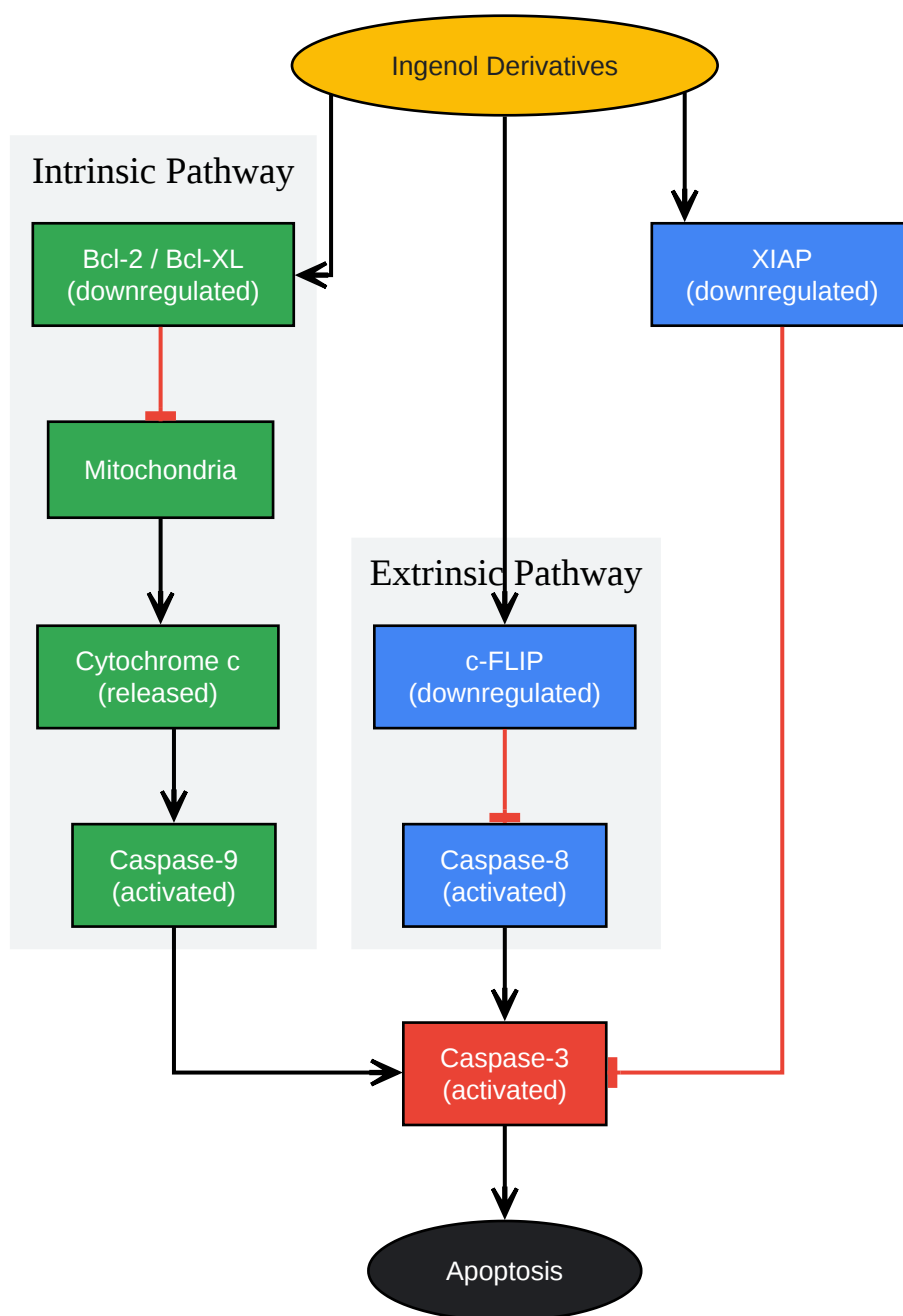 Ingenol Derivatives
Intrinsic Pathway
Bcl-2 / Bcl-XL
(downregulated)
XIAP
(downregulated)
Mitochondria
Extrinsic Pathway
Cytochrome c
(released)
c-FLIP
(downregulated)
Caspase-9
(activated)
Caspase-8
(activated)
Caspase-3
(activated)
Apoptosis